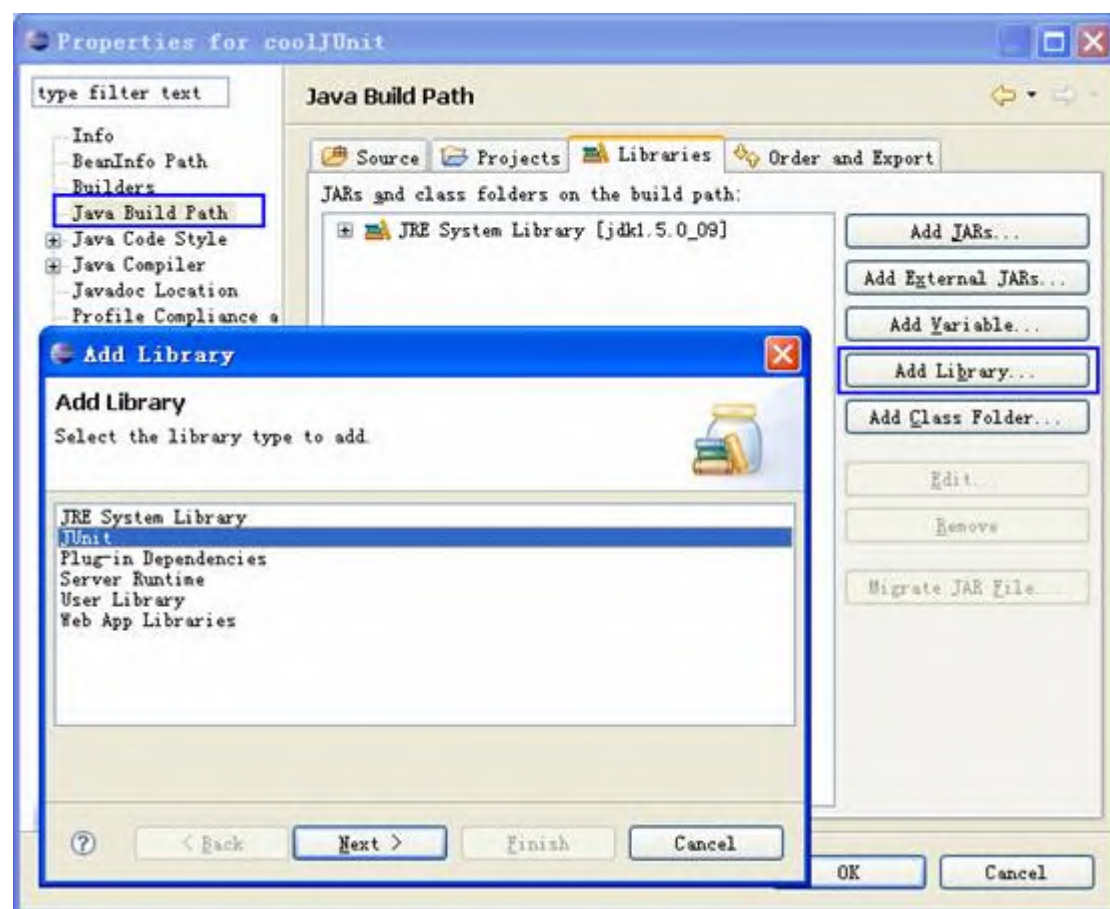 Properties for coolJUnit
type filter text
Java Build Path
Info
BeanInfo Path
Builders
Java Build Path
Java Code Style
Java Compiler
Javadoc Location
Profile Compliance a
Source Projects Libraries Order and Export
JARs and class folders on the build path:
JRE System Library [jdk1.5.0_09]
Add JARs...
Add External JARs...
Add Variable...
Add Library...
Add Class Folder...
Edit...
Remove
Migrate JAR File...
Add Library
Add Library
Select the library type to add.
JRE System Library
JUnit
Plug-in Dependencies
Server Runtime
User Library
Web App Libraries
? < Back Next > Finish Cancel
OK Cancel